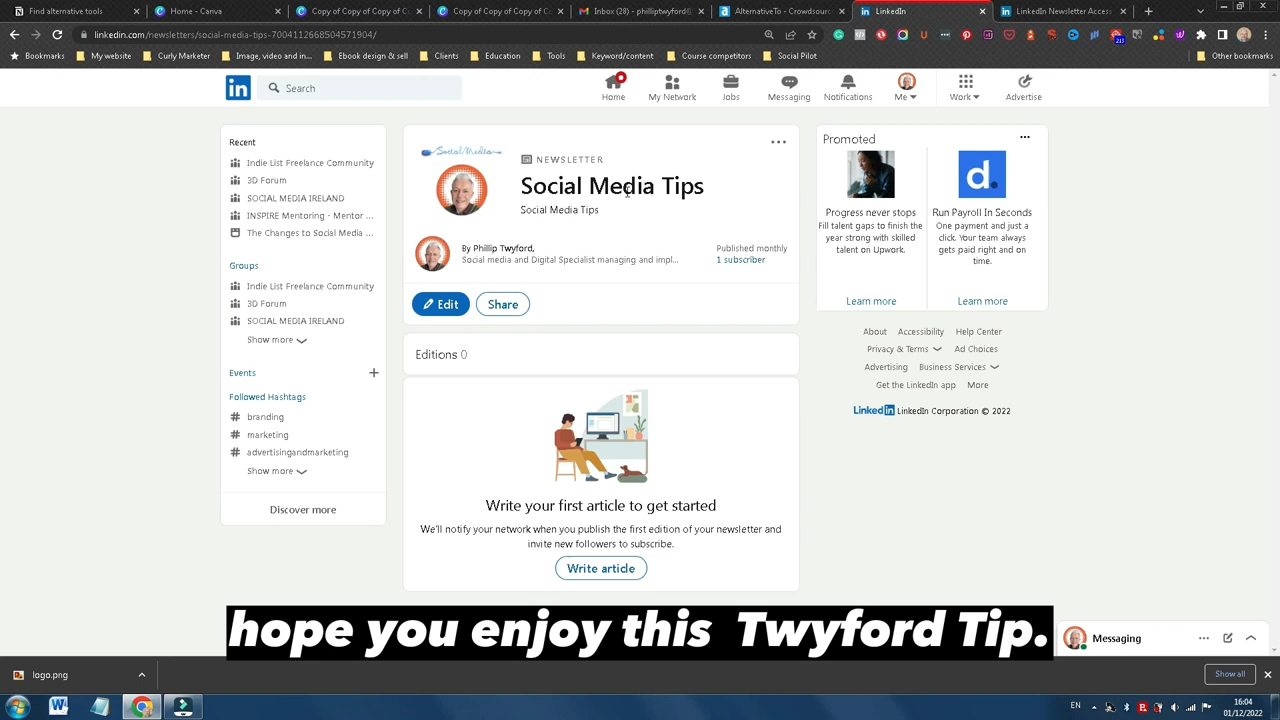 Find alternative tools
Home - Canva
Copy of Copy of Copy of C
Copy of Copy of Copy of C
Inbox (28) - philliptwyford@
AlternativeTo - Crowdsourc
LinkedIn
LinkedIn Newsletter Access
linkedin.com/newsletters/social-media-tips-7004112668504571904/
213
Bookmarks
My website
Curly Marketer
Image, video and in...
Ebook design & sell
Clients
Education
Tools
Keyword/content
Course competitors
Social Pilot
Other bookmarks
in
Search
Home
My Network
Jobs
Messaging
Notifications
Me
Work
Advertise
Recent
Indie List Freelance Community
3D Forum
SOCIAL MEDIA IRELAND
INSPIRE Mentoring - Mentor ...
The Changes to Social Media ...
Groups
Indie List Freelance Community
3D Forum
SOCIAL MEDIA IRELAND
Show more
Events
Followed Hashtags
# branding
# marketing
# advertisingandmarketing
Show more
Discover more
Social Media
NEWSLETTER
Social Media Tips
Social Media Tips
By Phillip Twyford,
Social media and Digital Specialist managing and impl...
Published monthly
1 subscriber
Edit
Share
Editions 0
Write your first article to get started
We'll notify your network when you publish the first edition of your newsletter and
invite new followers to subscribe.
Write article
Promoted
Progress never stops
Fill talent gaps to finish the
year strong with skilled
talent on Upwork.
Learn more
d.
Run Payroll In Seconds
One payment and just a
click. Your team always
gets paid right and on
time.
Learn more
About
Accessibility
Help Center
Privacy & Terms
Ad Choices
Advertising
Business Services
Get the LinkedIn app
More
Linked in LinkedIn Corporation © 2022
hope you enjoy this Twyford Tip.
Messaging
logo.png
Show all
EN
16:04
01/12/2022